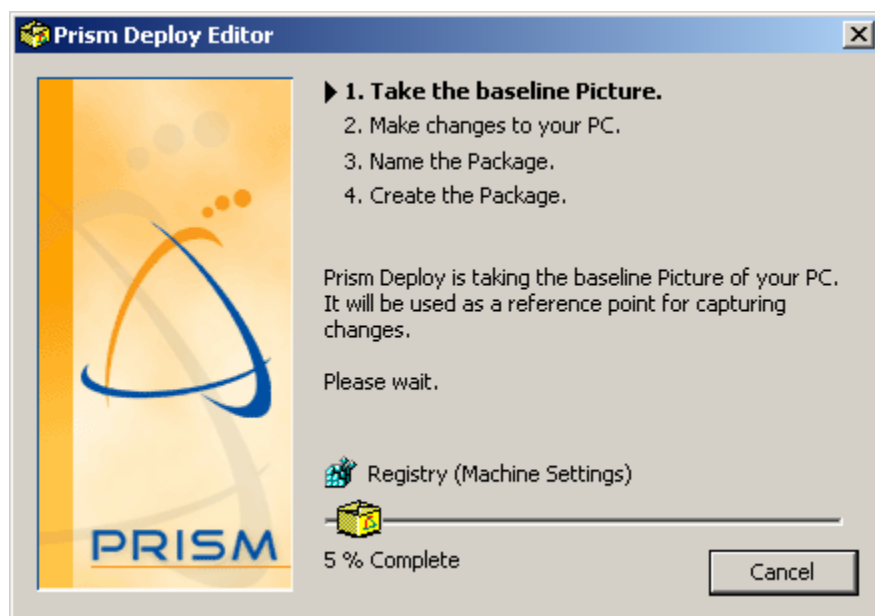 Prism Deploy Editor
1. Take the baseline Picture.
2. Make changes to your PC.
3. Name the Package.
4. Create the Package.
Prism Deploy is taking the baseline Picture of your PC.
It will be used as a reference point for capturing
changes.
Please wait.
Registry (Machine Settings)
PRISM
5 % Complete
Cancel